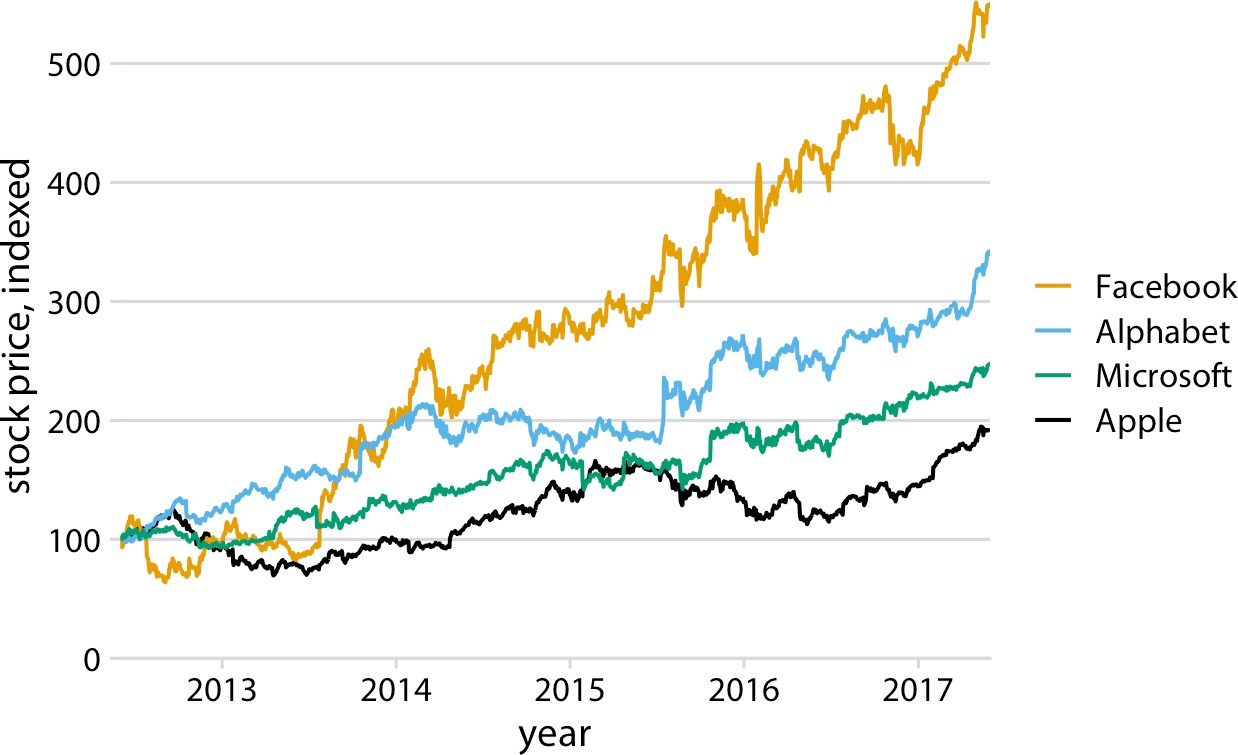 stock price, indexed
500
400
300
200
100
0
2013 2014 2015 2016 2017
year
Facebook
Alphabet
Microsoft
Apple